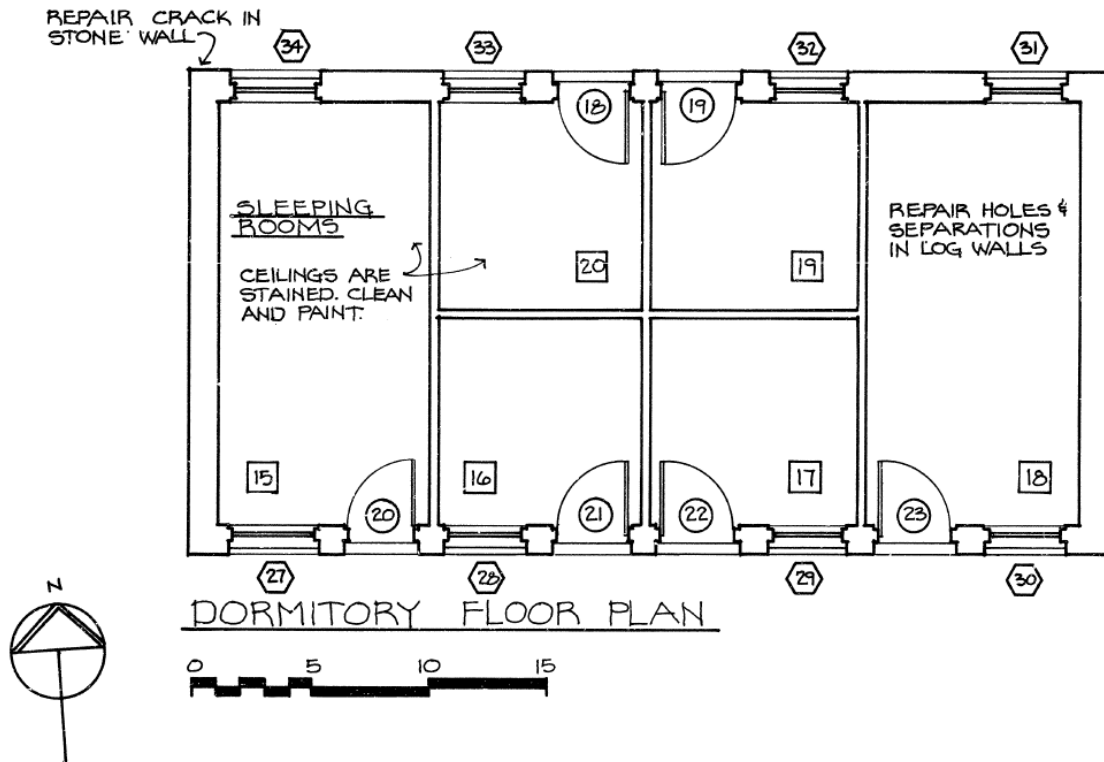 REPAIR CRACK IN
STONE WALL
34
33
32
31
18
19
SLEEPING
ROOMS
REPAIR HOLES &
SEPARATIONS
IN LOG WALLS
20
19
CEILINGS ARE
STAINED. CLEAN
AND PAINT.
15
16
17
18
20
21
22
23
27
28
29
30
N
DORMITORY FLOOR PLAN
0 5 10 15